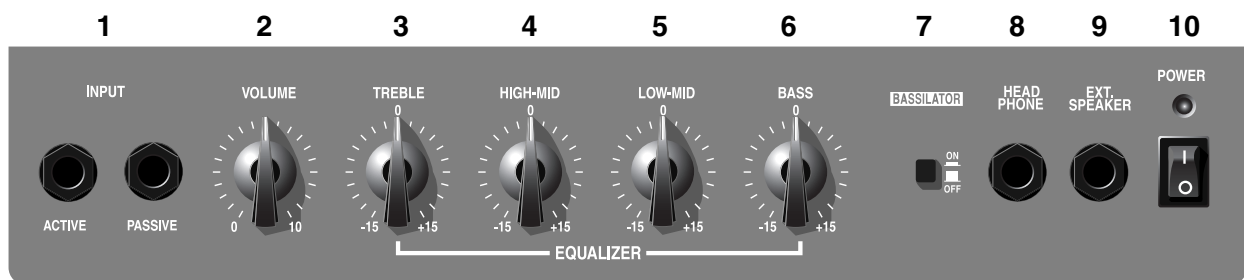 1 2 3 4 5 6 7 8 9 10
INPUT
ACTIVE PASSIVE
VOLUME
0 10
TREBLE
0
-15 +15
HIGH-MID
0
-15 +15
LOW-MID
0
-15 +15
BASS
0
-15 +15
EQUALIZER
BASSILATOR
ON
OFF
HEAD
PHONE
EXT.
SPEAKER
POWER
I
O